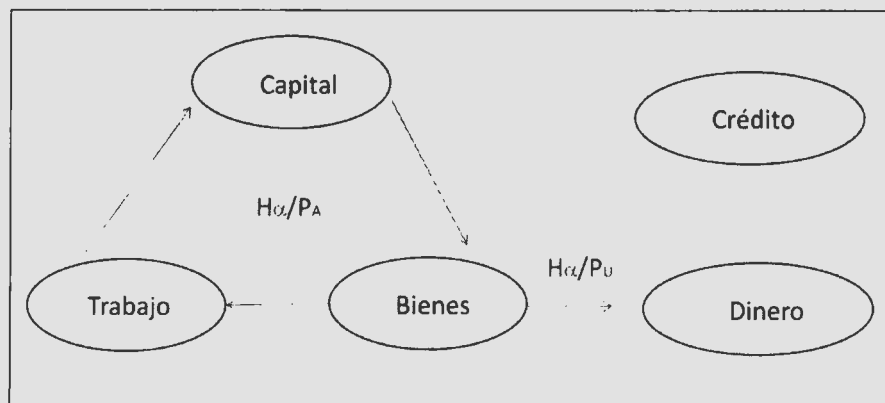 Capital
Crédito
Hα/PA
Hα/PU
Trabajo
Bienes
Dinero